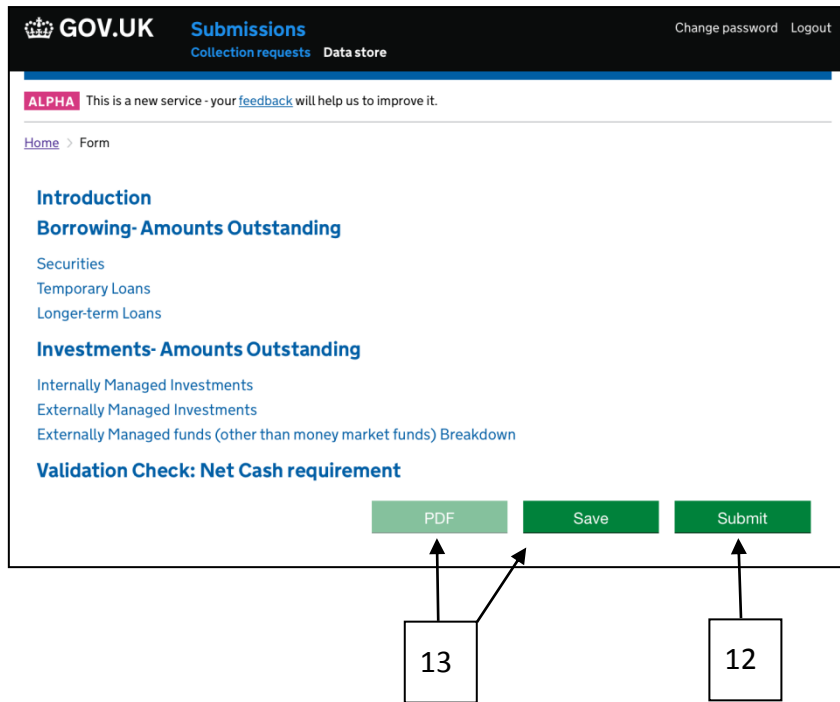 GOV.UK Submissions Change password Logout
Collection requests Data store
ALPHA This is a new service - your feedback will help us to improve it.
Home > Form
Introduction
Borrowing- Amounts Outstanding
Securities
Temporary Loans
Longer-term Loans
Investments- Amounts Outstanding
Internally Managed Investments
Externally Managed Investments
Externally Managed funds (other than money market funds) Breakdown
Validation Check: Net Cash requirement
PDF Save Submit
13 12